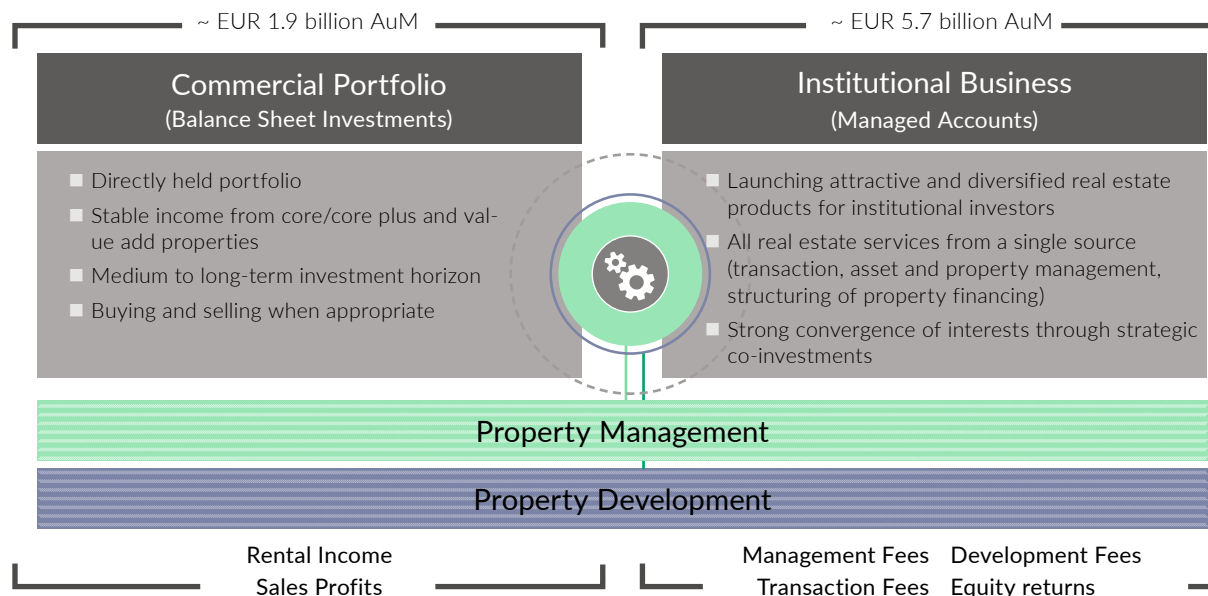 ~ EUR 1.9 billion AuM
~ EUR 5.7 billion AuM
Commercial Portfolio
(Balance Sheet Investments)
Institutional Business
(Managed Accounts)
Directly held portfolio
Stable income from core/core plus and val-
ue add properties
Medium to long-term investment horizon
Buying and selling when appropriate
Launching attractive and diversified real estate
products for institutional investors
All real estate services from a single source
(transaction, asset and property management,
structuring of property financing)
Strong convergence of interests through strategic
co-investments
Property Management
Property Development
Rental Income
Sales Profits
Management Fees Development Fees
Transaction Fees Equity returns